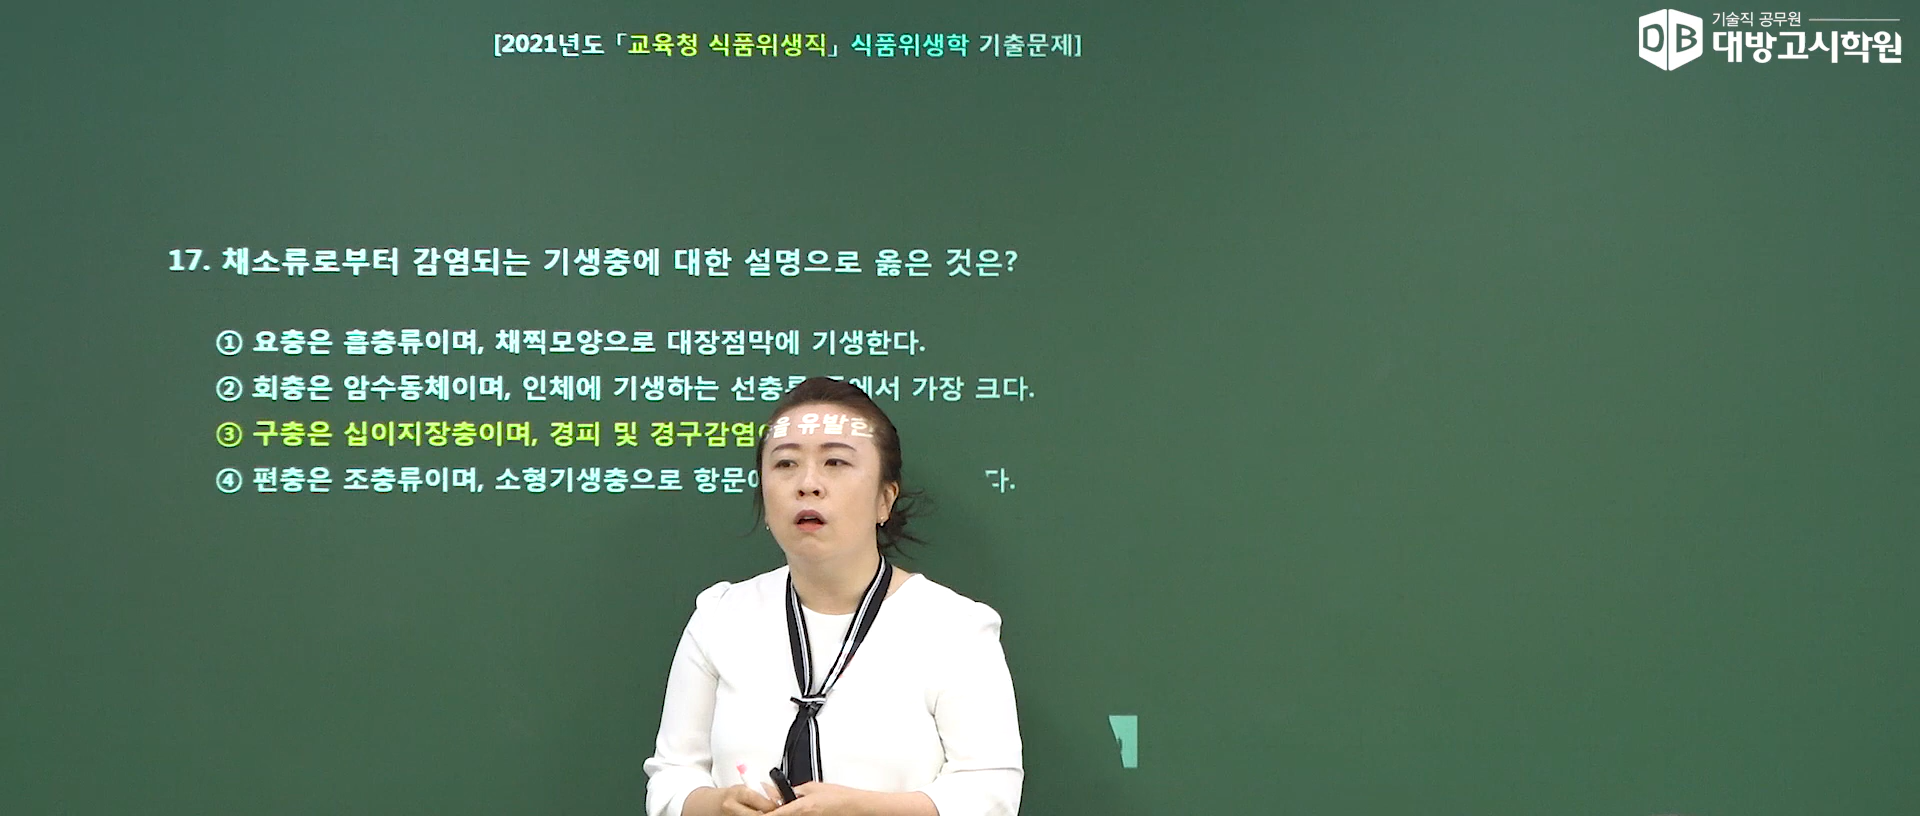 [2021년도 「교육청 식품위생직」 식품위생학 기출문제]
기술직 공무원
DB 대방고시학원
17. 채소류로부터 감염되는 기생충에 대한 설명으로 옳은 것은?
① 요충은 흡충류이며, 채찍모양으로 대장점막에 기생한다.
② 회충은 암수동체이며, 인체에 기생하는 선충류 중에서 가장 크다.
③ 구충은 십이지장충이며, 경피 및 경구감염 을 유발한
④ 편충은 조충류이며, 소형기생충으로 항문 다.